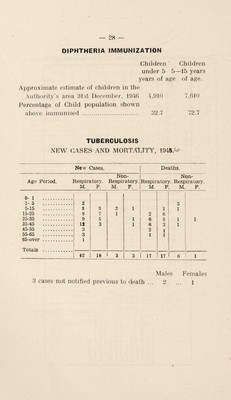 — 28 —
DIPHTHERIA IMMUNIZATION
Children Children
under 5 5—15 years
years of age of age.
Approximate estimate of children in the
Authority's area 31st December, 1946 4,910 7,610
Percentage of Child population shown
above immunised 32.7 72.7
TUBERCULOSIS
NEW CASES AND MORTALITY,
New Cases. Deaths.
Age Period. Respiratory. Non-Respiratory. Respiratory. Non-Respiratory.
M. F. M. F. M. F. M. F.
0- 1
1- 5 2 3
5-15 3 3 2 1 1 1
15-25 8 7 1 2 6
25-35 9 5 1 6 5 1 1
35-45 12 3 1 6 3 1
45-55 3 2 1
55-65 3 1 1
65-over 1
Totals 42 18 3 3 17 17 6 1
Males Females
3 cases not notified previous to death ... 2 ... 1